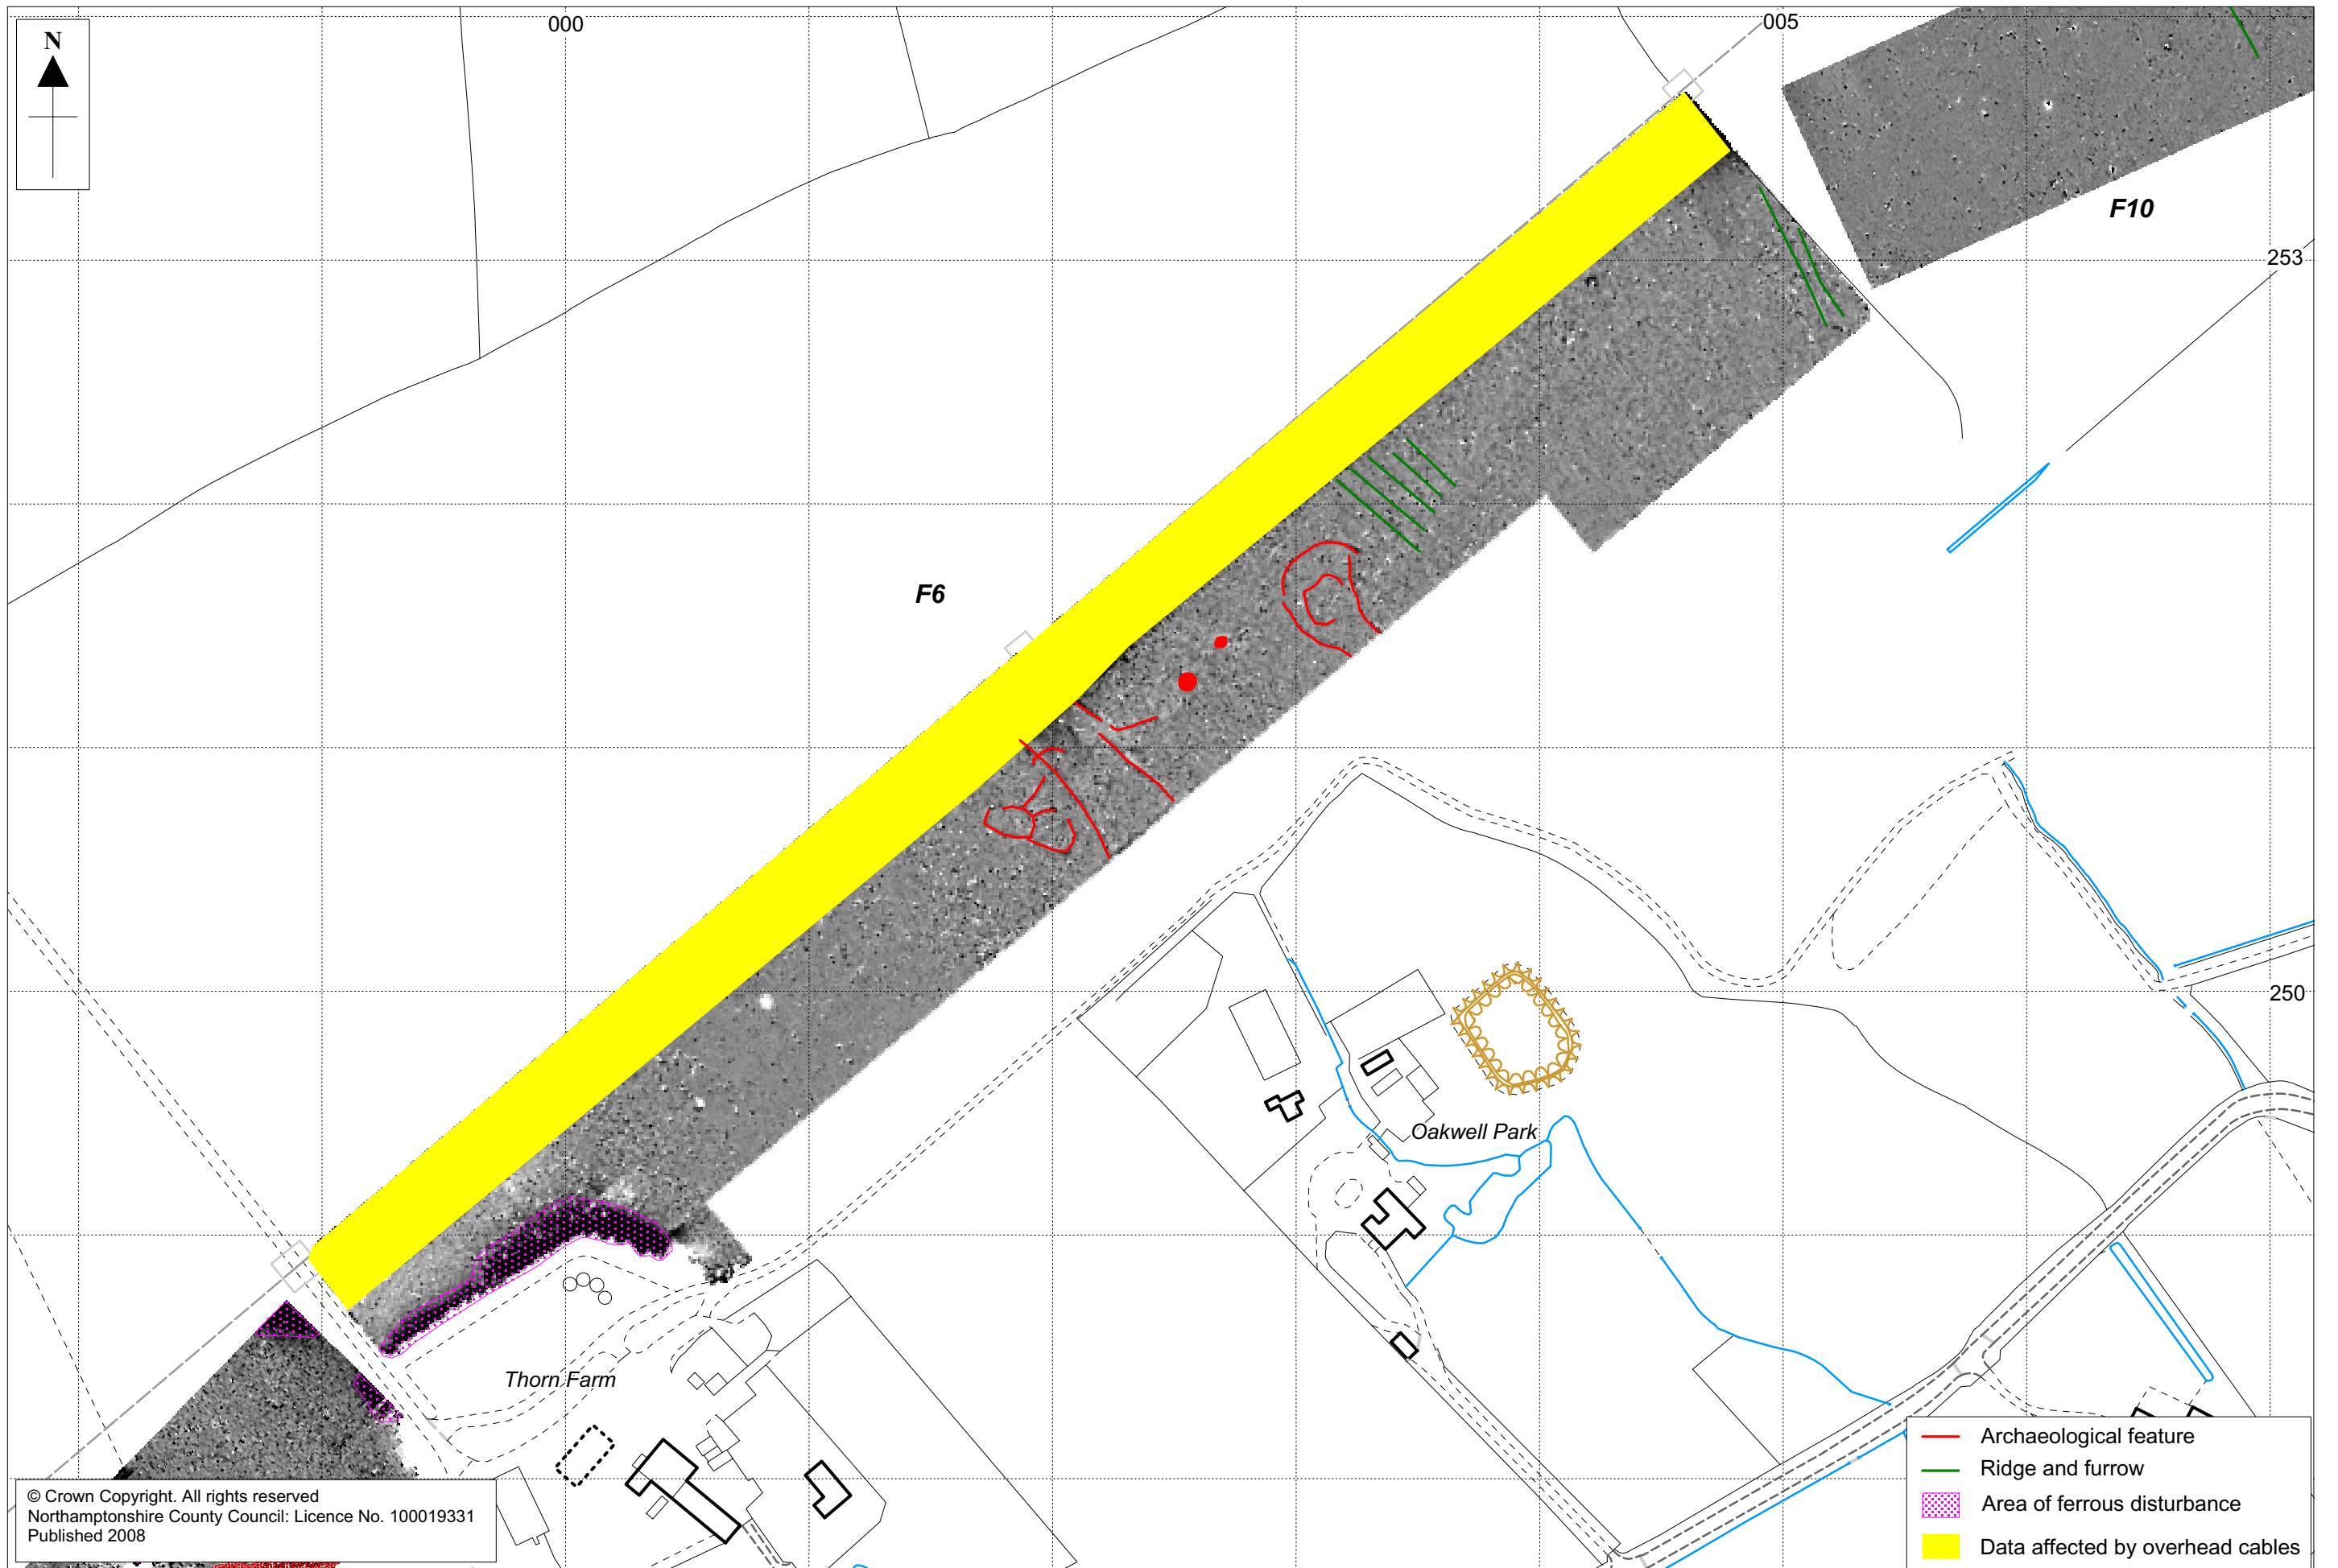 N
000
005
F10
253
F6
250
Oakwell Park
Thorn Farm
Archaeological feature
Ridge and furrow
Area of ferrous disturbance
Data affected by overhead cables
© Crown Copyright. All rights reserved
Northamptonshire County Council: Licence No. 100019331
Published 2008